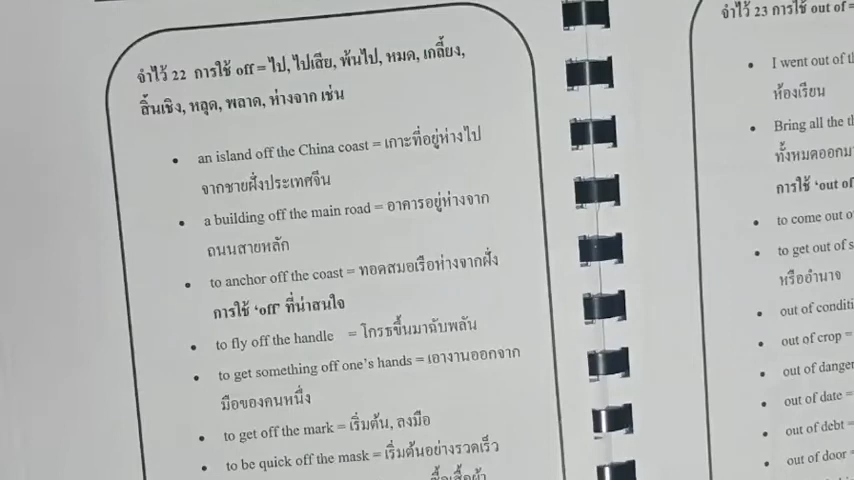 จำไว้ 22 การใช้ off = ไป, ไปเสีย, พ้นไป, หมด, เกลี้ยง,
สิ้นเชิง, หลุด, พลาด, ห่างจาก เช่น
• an island off the China coast = เกาะที่อยู่ห่างไป
จากชายฝั่งประเทศจีน
• a building off the main road = อาคารอยู่ห่างจาก
ถนนสายหลัก
• to anchor off the coast = ทอดสมอเรือห่างจากฝั่ง
การใช้ ‘off’ ที่น่าสนใจ
• to fly off the handle = โกรธขึ้นมาฉับพลัน
• to get something off one’s hands = เอางานออกจาก
มือของคนหนึ่ง
• to get off the mark = เริ่มต้น, ลงมือ
• to be quick off the mask = เริ่มต้นอย่างรวดเร็ว
จำไว้ 23 การใช้ out of =
• I went out of
ห้องเรียน
• Bring all the
ทั้งหมดออกมา
การใช้ ‘out of
• to come out
• to get out of
หรืออำนาจ
• out of
• out of crop =
• out of danger
• out of date =
• out of debt =
• out of door =